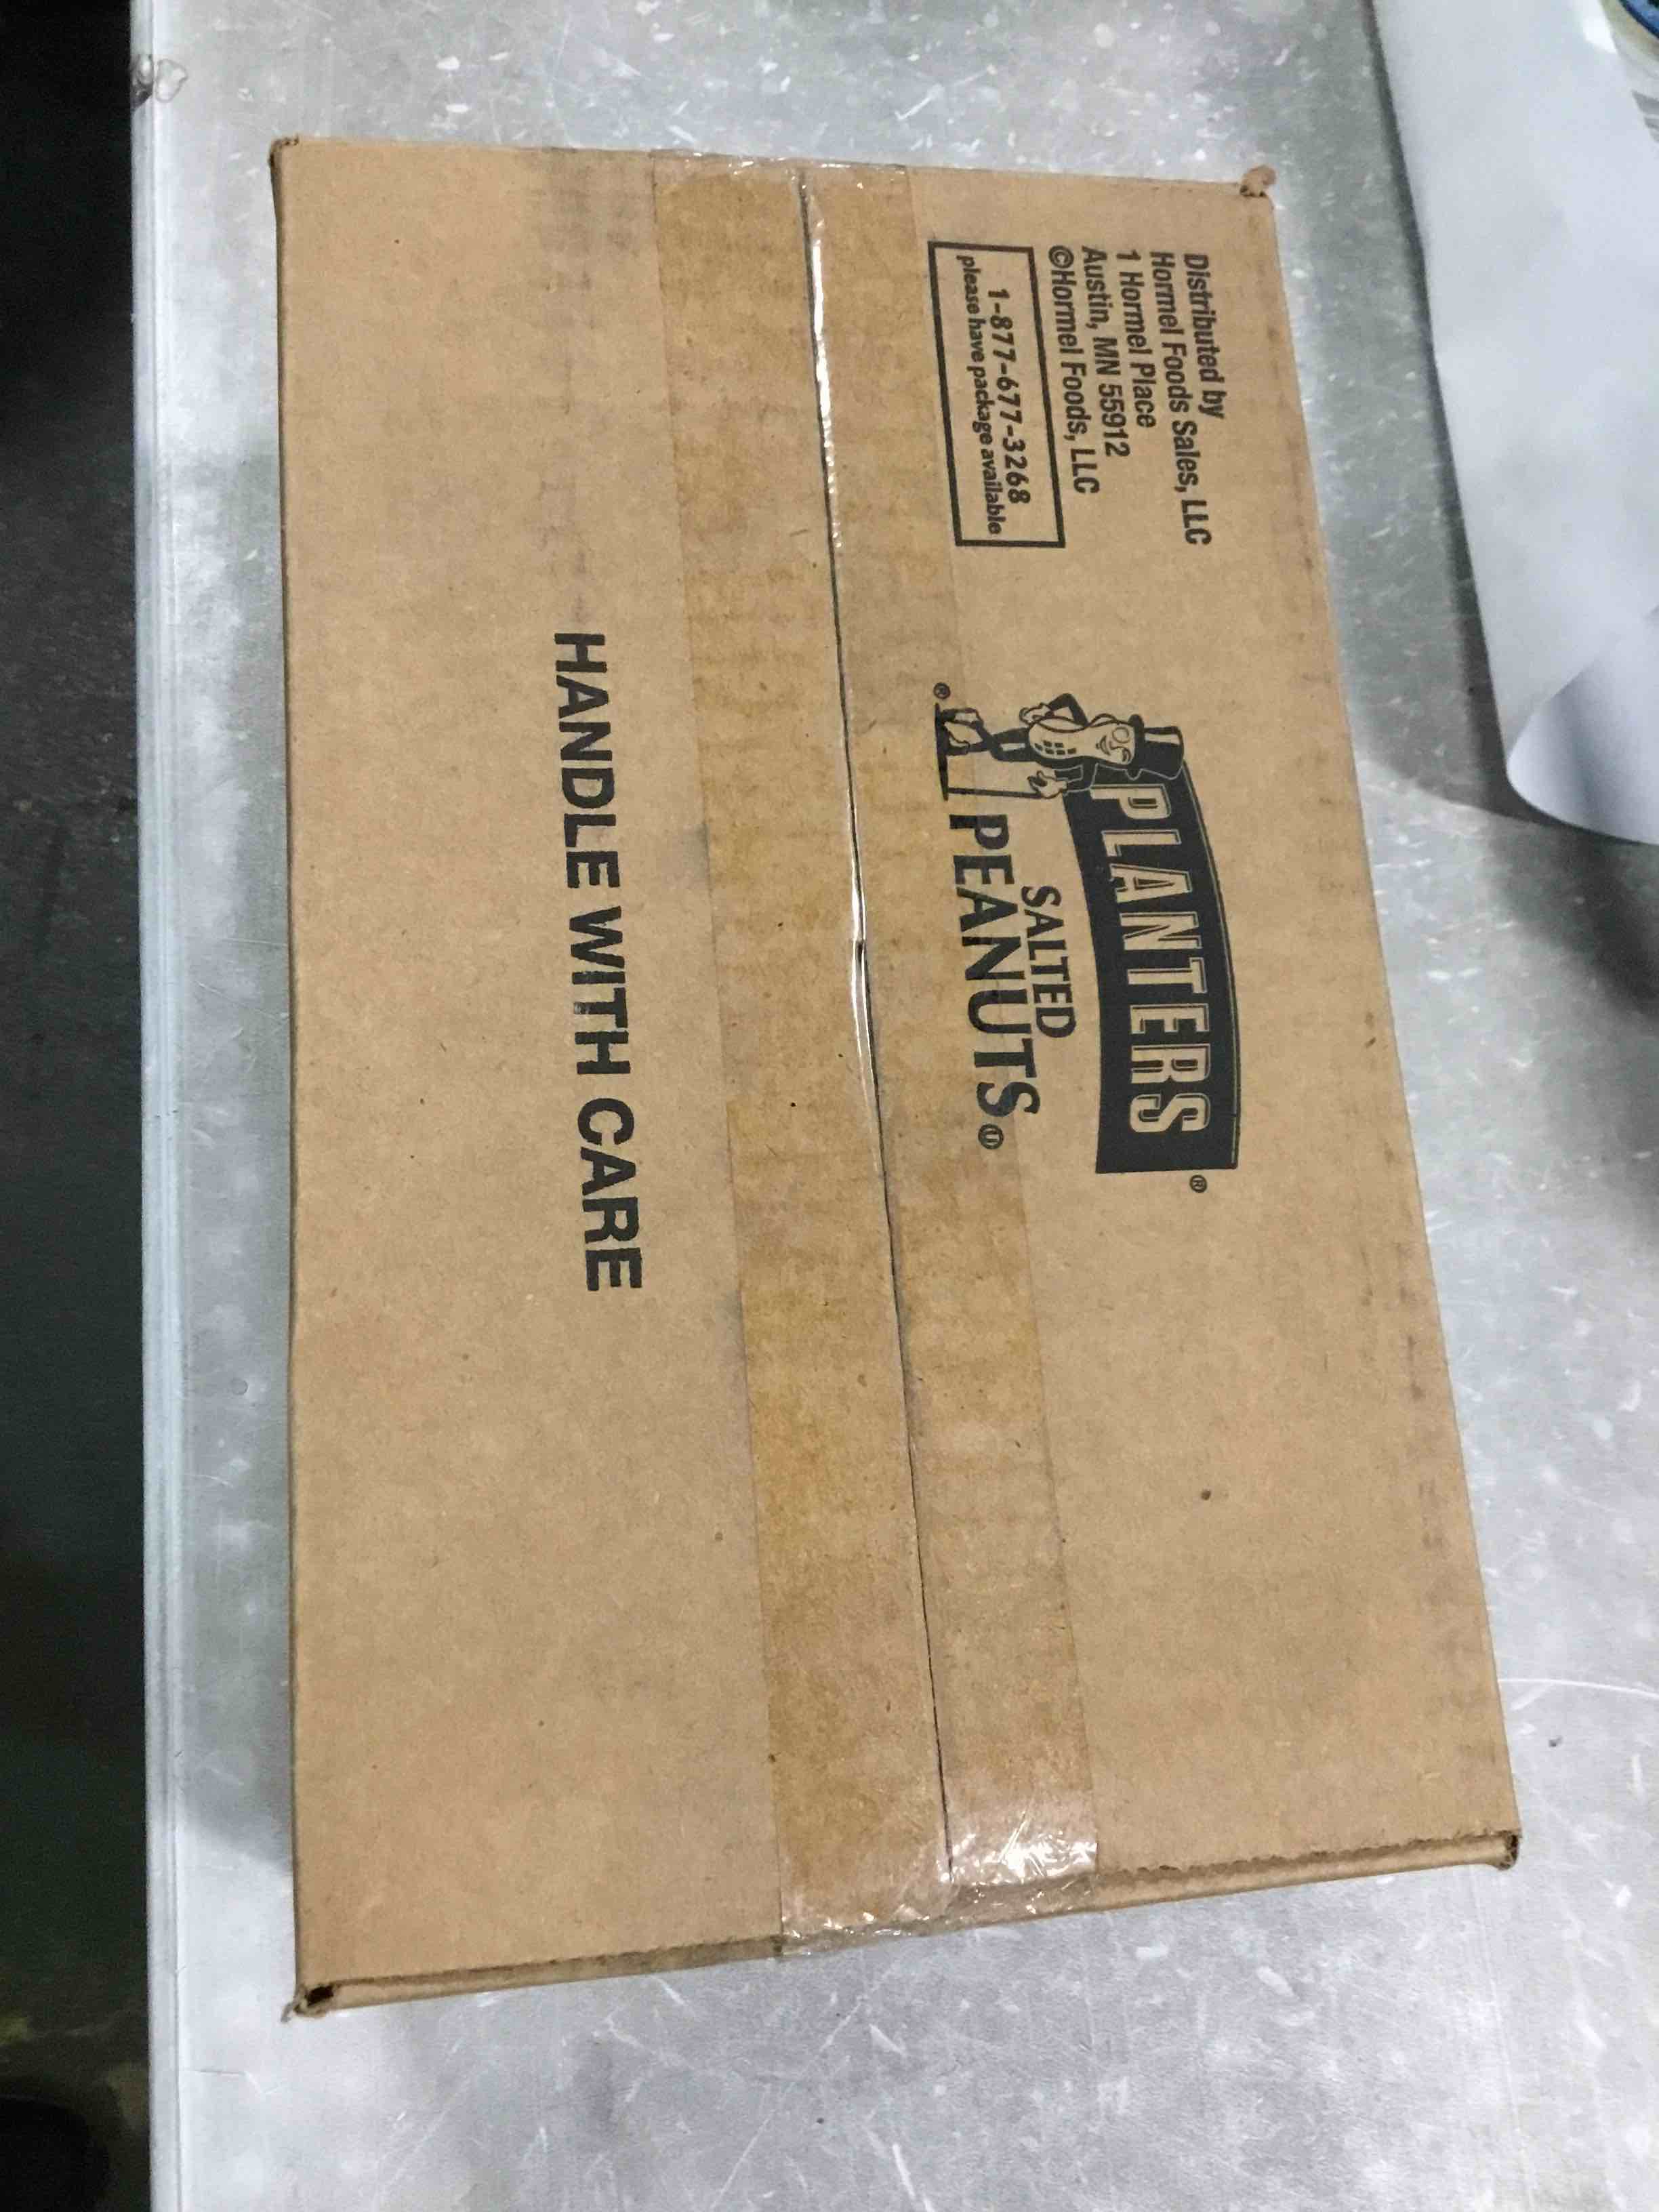 Distributed by
Hormel Foods Sales, LLC
1 Hormel Place
Austin, MN 55912
©Hormel Foods, LLC
1-877-677-3268
please have package available
PLANTERS®
SALTED
PEANUTS Ⓤ
®
HANDLE WITH CARE